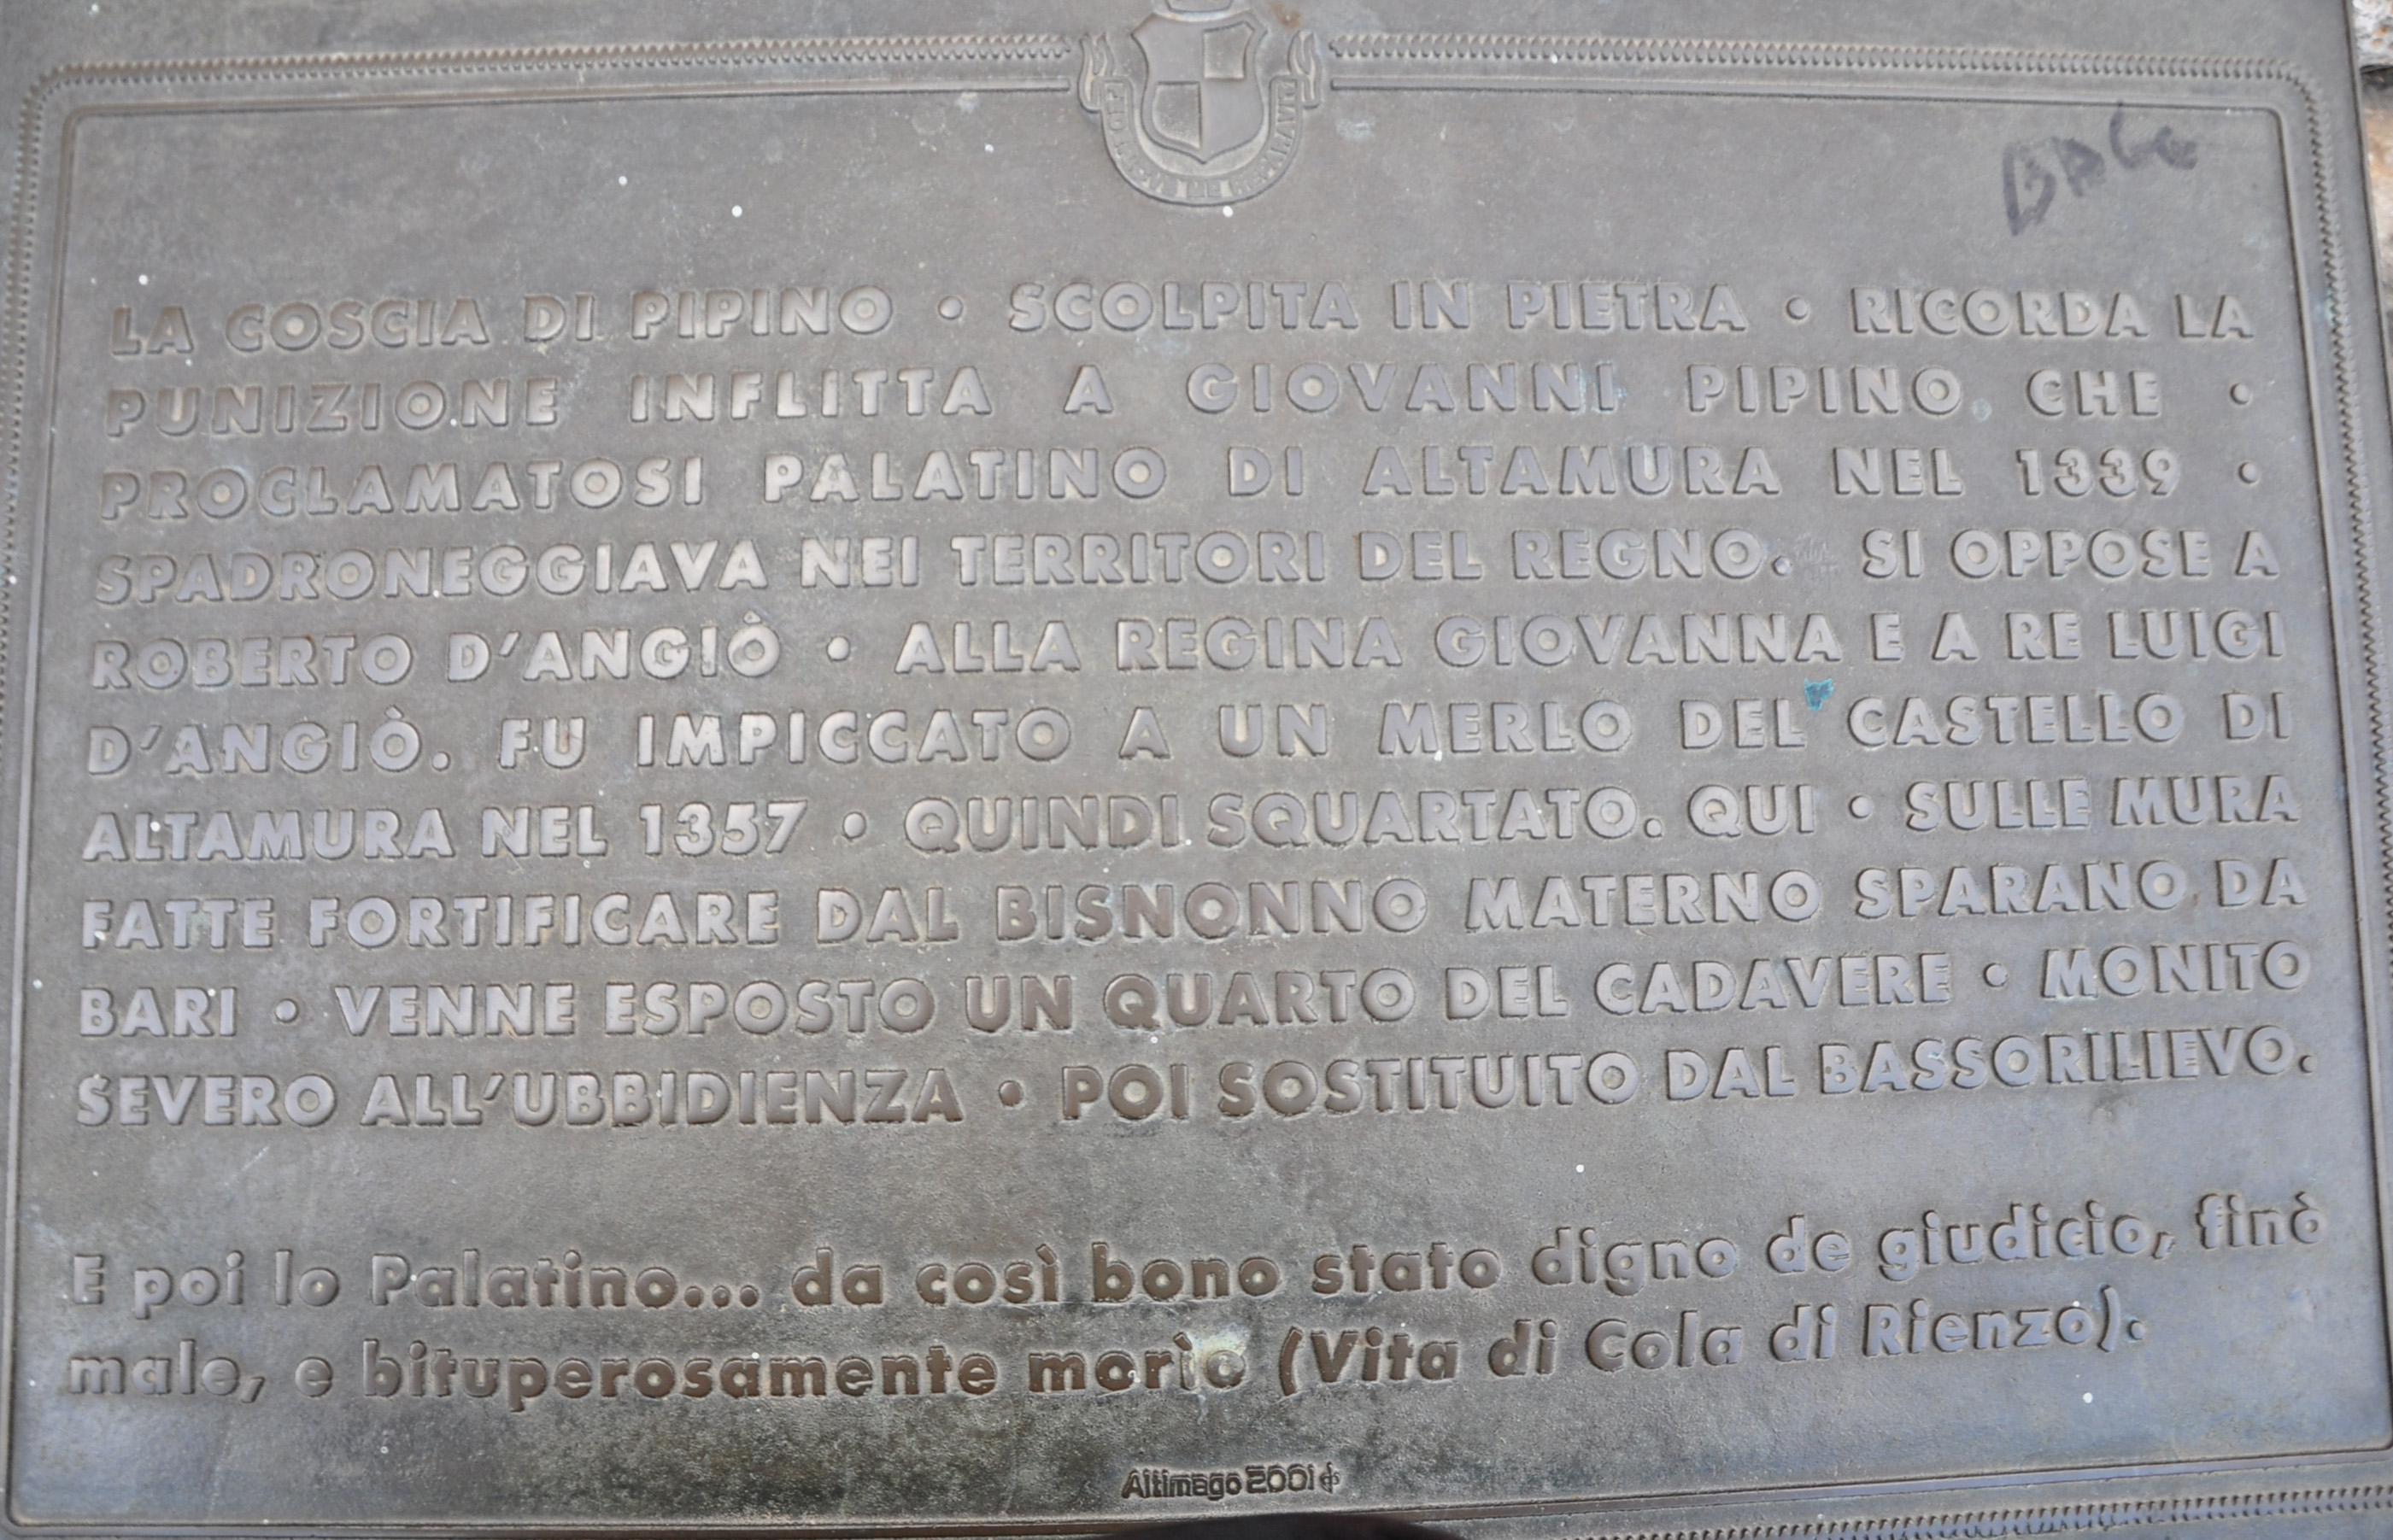 LA COSCIA DI PIPINO • SCOLPITA IN PIETRA • RICORDA LA
PUNIZIONE INFLITTA A GIOVANNI PIPINO CHE •
PROCLAMATOSI PALATINO DI ALTAMURA NEL 1339 •
SPADRONEGGIAVA NEI TERRITORI DEL REGNO. SI OPPOSE A
ROBERTO D'ANGIÒ • ALLA REGINA GIOVANNA E A RE LUIGI
D'ANGIÒ. FU IMPICCATO A UN MERLO DEL CASTELLO DI
ALTAMURA NEL 1357 • QUINDI SQUARTATO. QUI • SULLE MURA
FATTE FORTIFICARE DAL BISNONNO MATERNO SPARANO DA
BARI • VENNE ESPOSTO UN QUARTO DEL CADAVERE • MONITO
SEVERO ALL'UBBIDIENZA • POI SOSTITUITO DAL BASSORILIEVO.
E poi lo Palatino... da così bono stato digno de giudicio, finò
male, e bituperosamente morìo (Vita di Cola di Rienzo).
Altimago 2001